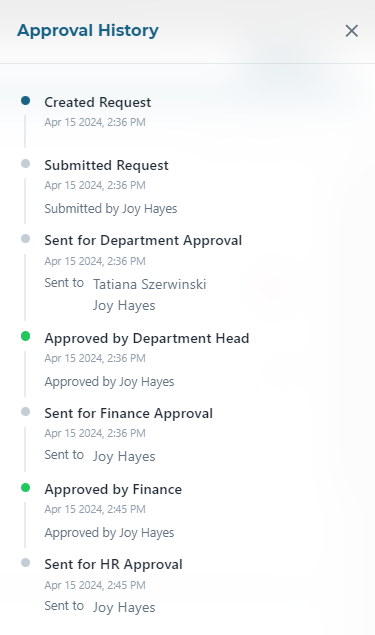 Approval History
Created Request
Apr 15 2024, 2:36 PM
Submitted Request
Apr 15 2024, 2:36 PM
Submitted by Joy Hayes
Sent for Department Approval
Apr 15 2024, 2:36 PM
Sent to Tatiana Szerwinski
Joy Hayes
Approved by Department Head
Apr 15 2024, 2:36 PM
Approved by Joy Hayes
Sent for Finance Approval
Apr 15 2024, 2:36 PM
Sent to Joy Hayes
Approved by Finance
Apr 15 2024, 2:45 PM
Approved by Joy Hayes
Sent for HR Approval
Apr 15 2024, 2:45 PM
Sent to Joy Hayes